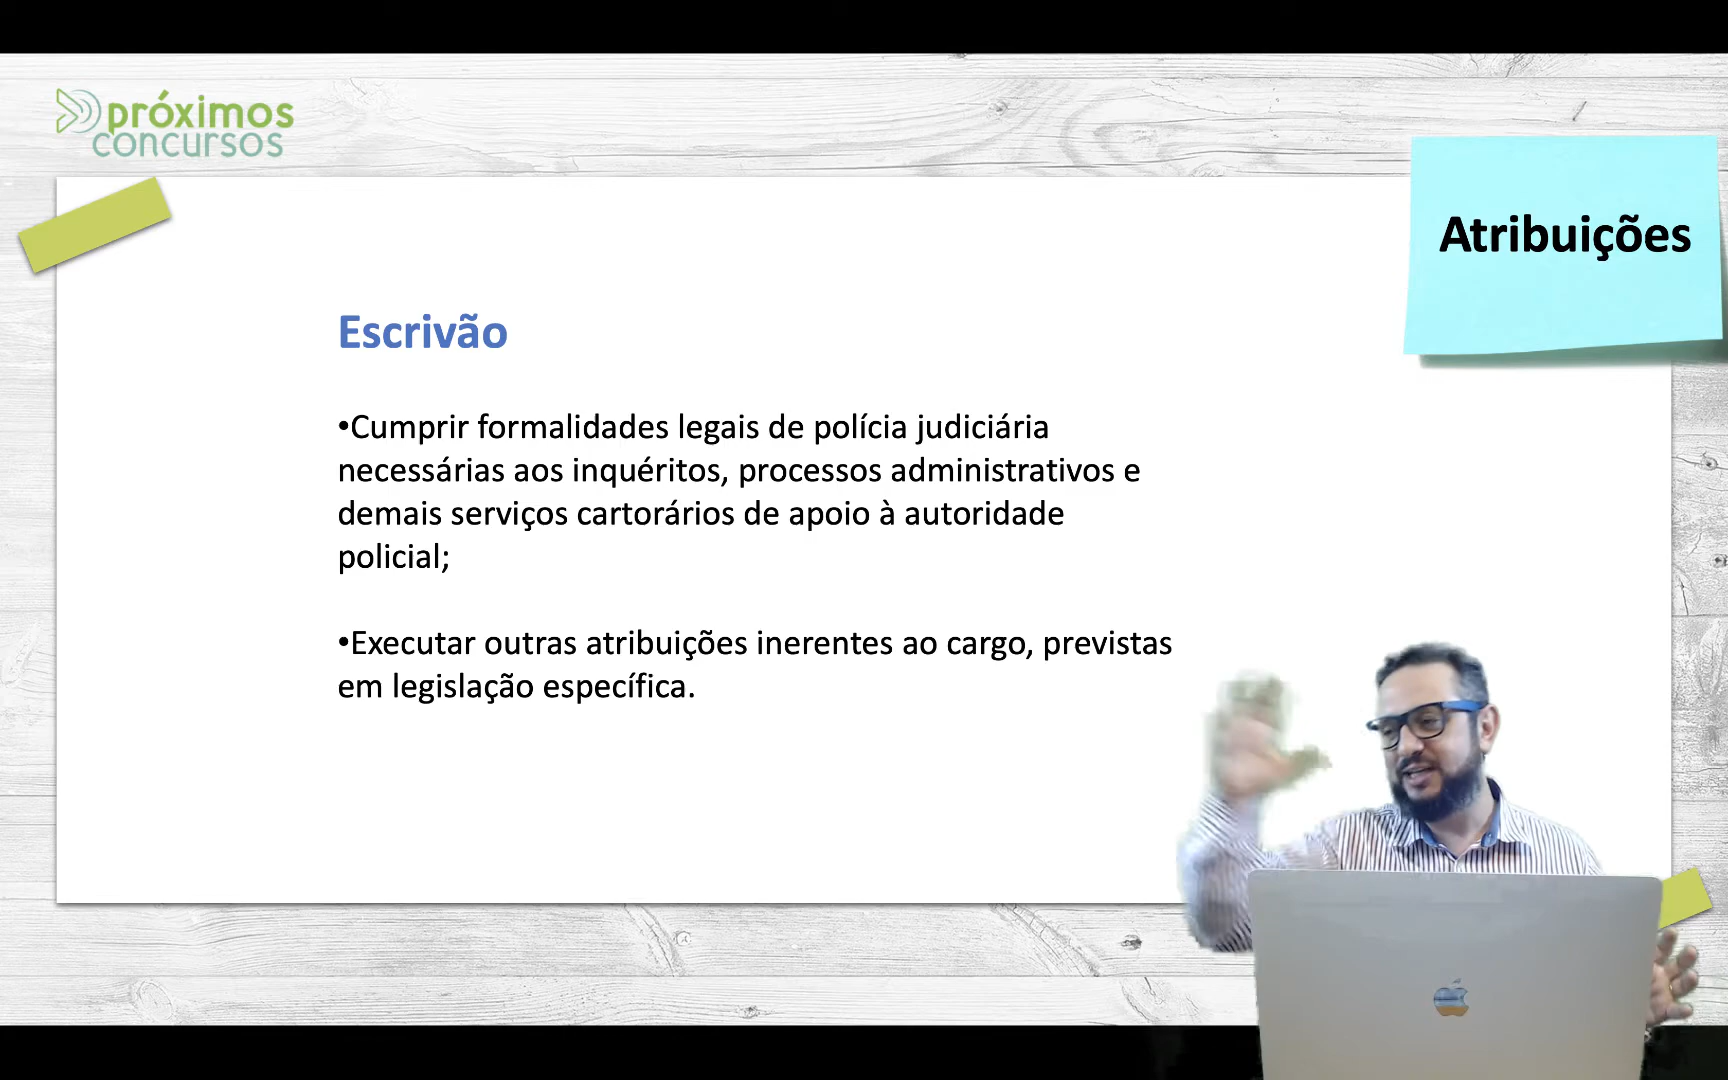 próximos
concursos
Atribuições
Escrivão
•Cumprir formalidades legais de polícia judiciária
necessárias aos inquéritos, processos administrativos e
demais serviços cartorários de apoio à autoridade
policial;
•Executar outras atribuições inerentes ao cargo, previstas
em legislação específica.